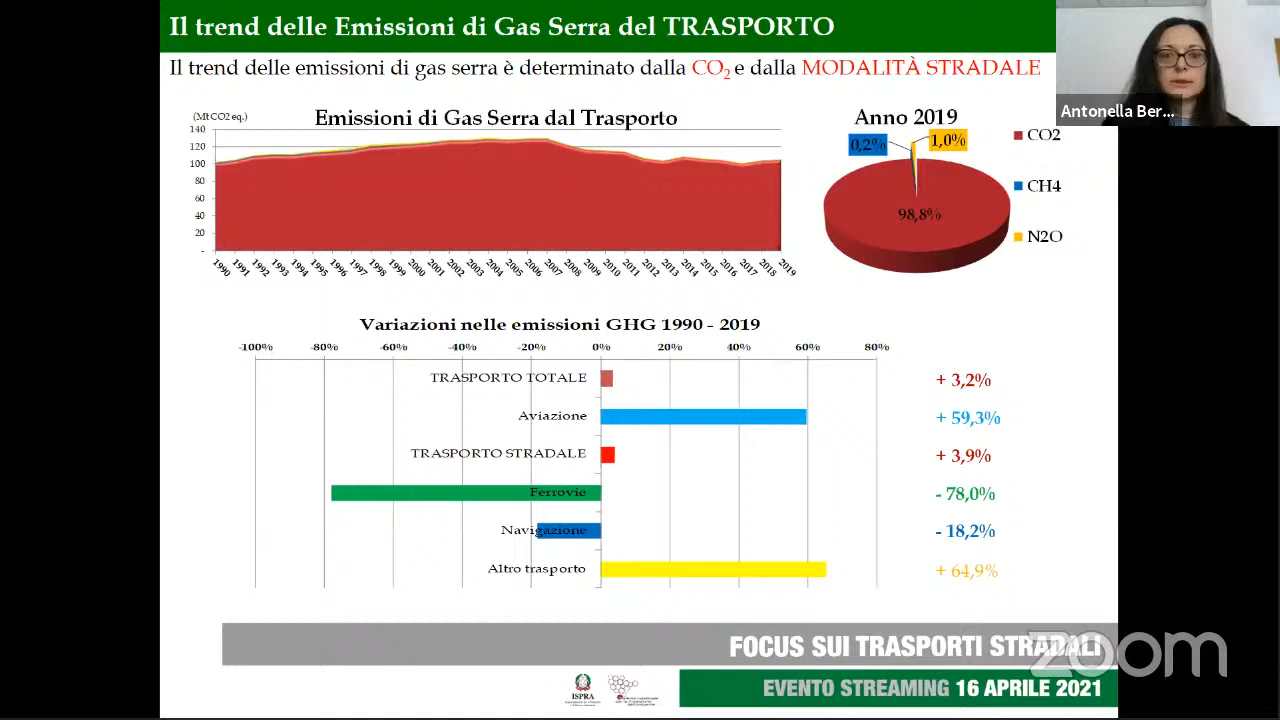 Il trend delle Emissioni di Gas Serra del TRASPORTO
Il trend delle emissioni di gas serra è determinato dalla CO2 e dalla MODALITÀ STRADALE
Antonella Ber...
(Mt CO2 eq.)
Emissioni di Gas Serra dal Trasporto
140
120
100
80
60
40
20
-
1990 1991 1992 1993 1994 1995 1996 1997 1998 1999 2000 2001 2002 2003 2004 2005 2006 2007 2008 2009 2010 2011 2012 2013 2014 2015 2016 2017 2018 2019
Anno 2019
0,2%
1,0%
98,8%
CO2
CH4
N2O
Variazioni nelle emissioni GHG 1990 - 2019
-100% -80% -60% -40% -20% 0% 20% 40% 60% 80%
TRASPORTO TOTALE + 3,2%
Aviazione + 59,3%
TRASPORTO STRADALE + 3,9%
Ferrovie - 78,0%
Navigazione - 18,2%
Altro trasporto + 64,9%
FOCUS SUI TRASPORTI STRADALI
zoom
ISPRA
EVENTO STREAMING 16 APRILE 2021